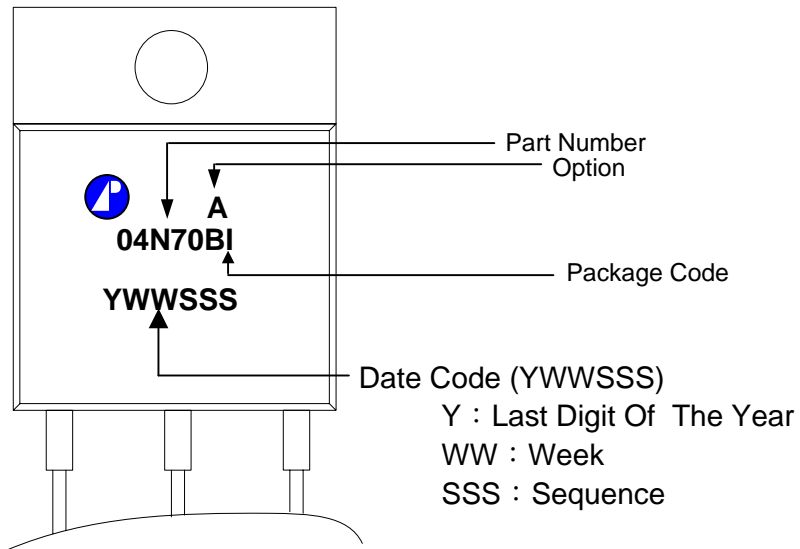 Part Number
Option
A
04N70BI
Package Code
YWWSSS
Date Code (YWWSSS)
Y：Last Digit Of The Year
WW：Week
SSS：Sequence